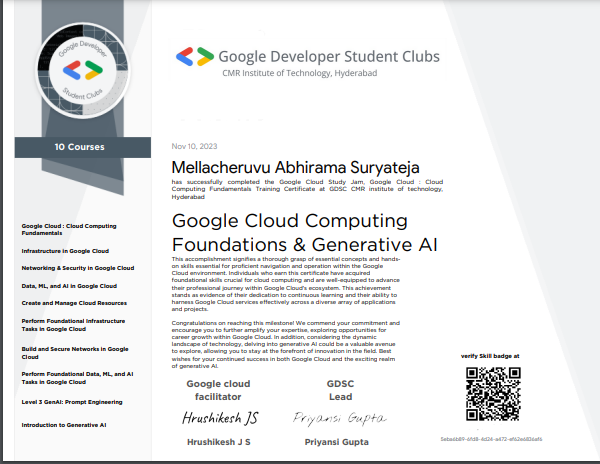 Google Developer
Student Clubs
10 Courses
Google Cloud : Cloud Computing
Fundamentals
Infrastructure in Google Cloud
Networking & Security in Google Cloud
Data, ML, and AI in Google Cloud
Create and Manage Cloud Resources
Perform Foundational Infrastructure
Tasks in Google Cloud
Build and Secure Networks in Google
Cloud
Perform Foundational Data, ML, and AI
Tasks in Google Cloud
Level 3 GenAI: Prompt Engineering
Introduction to Generative AI
Google Developer Student Clubs
CMR Institute of Technology, Hyderabad
Nov 10, 2023
Mellacheruvu Abhirama Suryateja
has successfully completed the Google Cloud Study Jam, Google Cloud : Cloud
Computing Fundamentals Training Certificate at GDSC CMR institute of technology,
Hyderabad
Google Cloud Computing
Foundations & Generative AI
This accomplishment signifies a thorough grasp of essential concepts and hands-
on skills essential for proficient navigation and operation within the Google
Cloud environment. Individuals who earn this certificate have acquired
foundational skills crucial for cloud computing and are well-equipped to advance
their professional journey within Google Cloud's ecosystem. This achievement
stands as evidence of their dedication to continuous learning and their ability to
harness Google Cloud services effectively across a diverse array of applications
and projects.
Congratulations on reaching this milestone! We commend your commitment and
encourage you to further amplify your expertise, exploring opportunities for
career growth within Google Cloud. In addition, considering the dynamic
landscape of technology, delving into generative AI could be a valuable avenue
to explore, allowing you to stay at the forefront of innovation in the field. Best
wishes for your continued success in both Google Cloud and the exciting realm
of generative AI.
Google cloud
facilitator
Hrushikesh JS
Hrushikesh J S
GDSC
Lead
Priyansi Gupta
Priyansi Gupta
verify Skill badge at